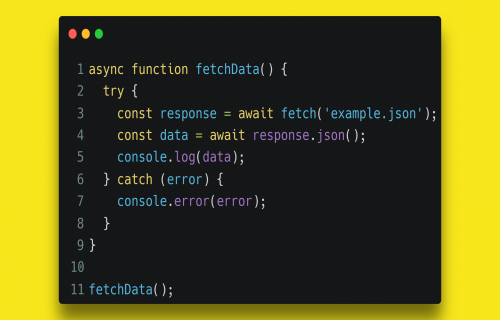 1 async function fetchData() {
2   try {
3     const response = await fetch('example.json');
4     const data = await response.json();
5     console.log(data);
6   } catch (error) {
7     console.error(error);
8   }
9 }
10
11 fetchData();